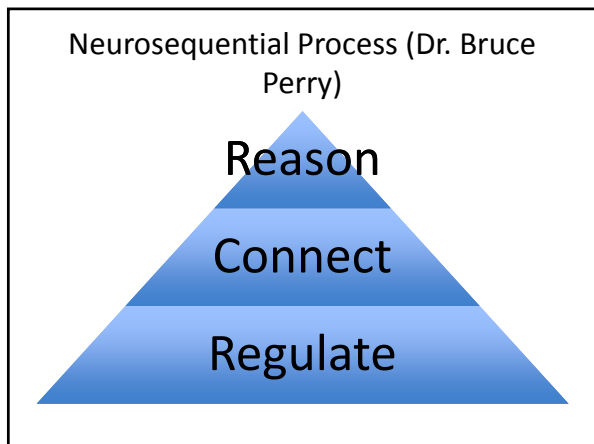 Neurosequential Process (Dr. Bruce
Perry)
Reason
Connect
Regulate